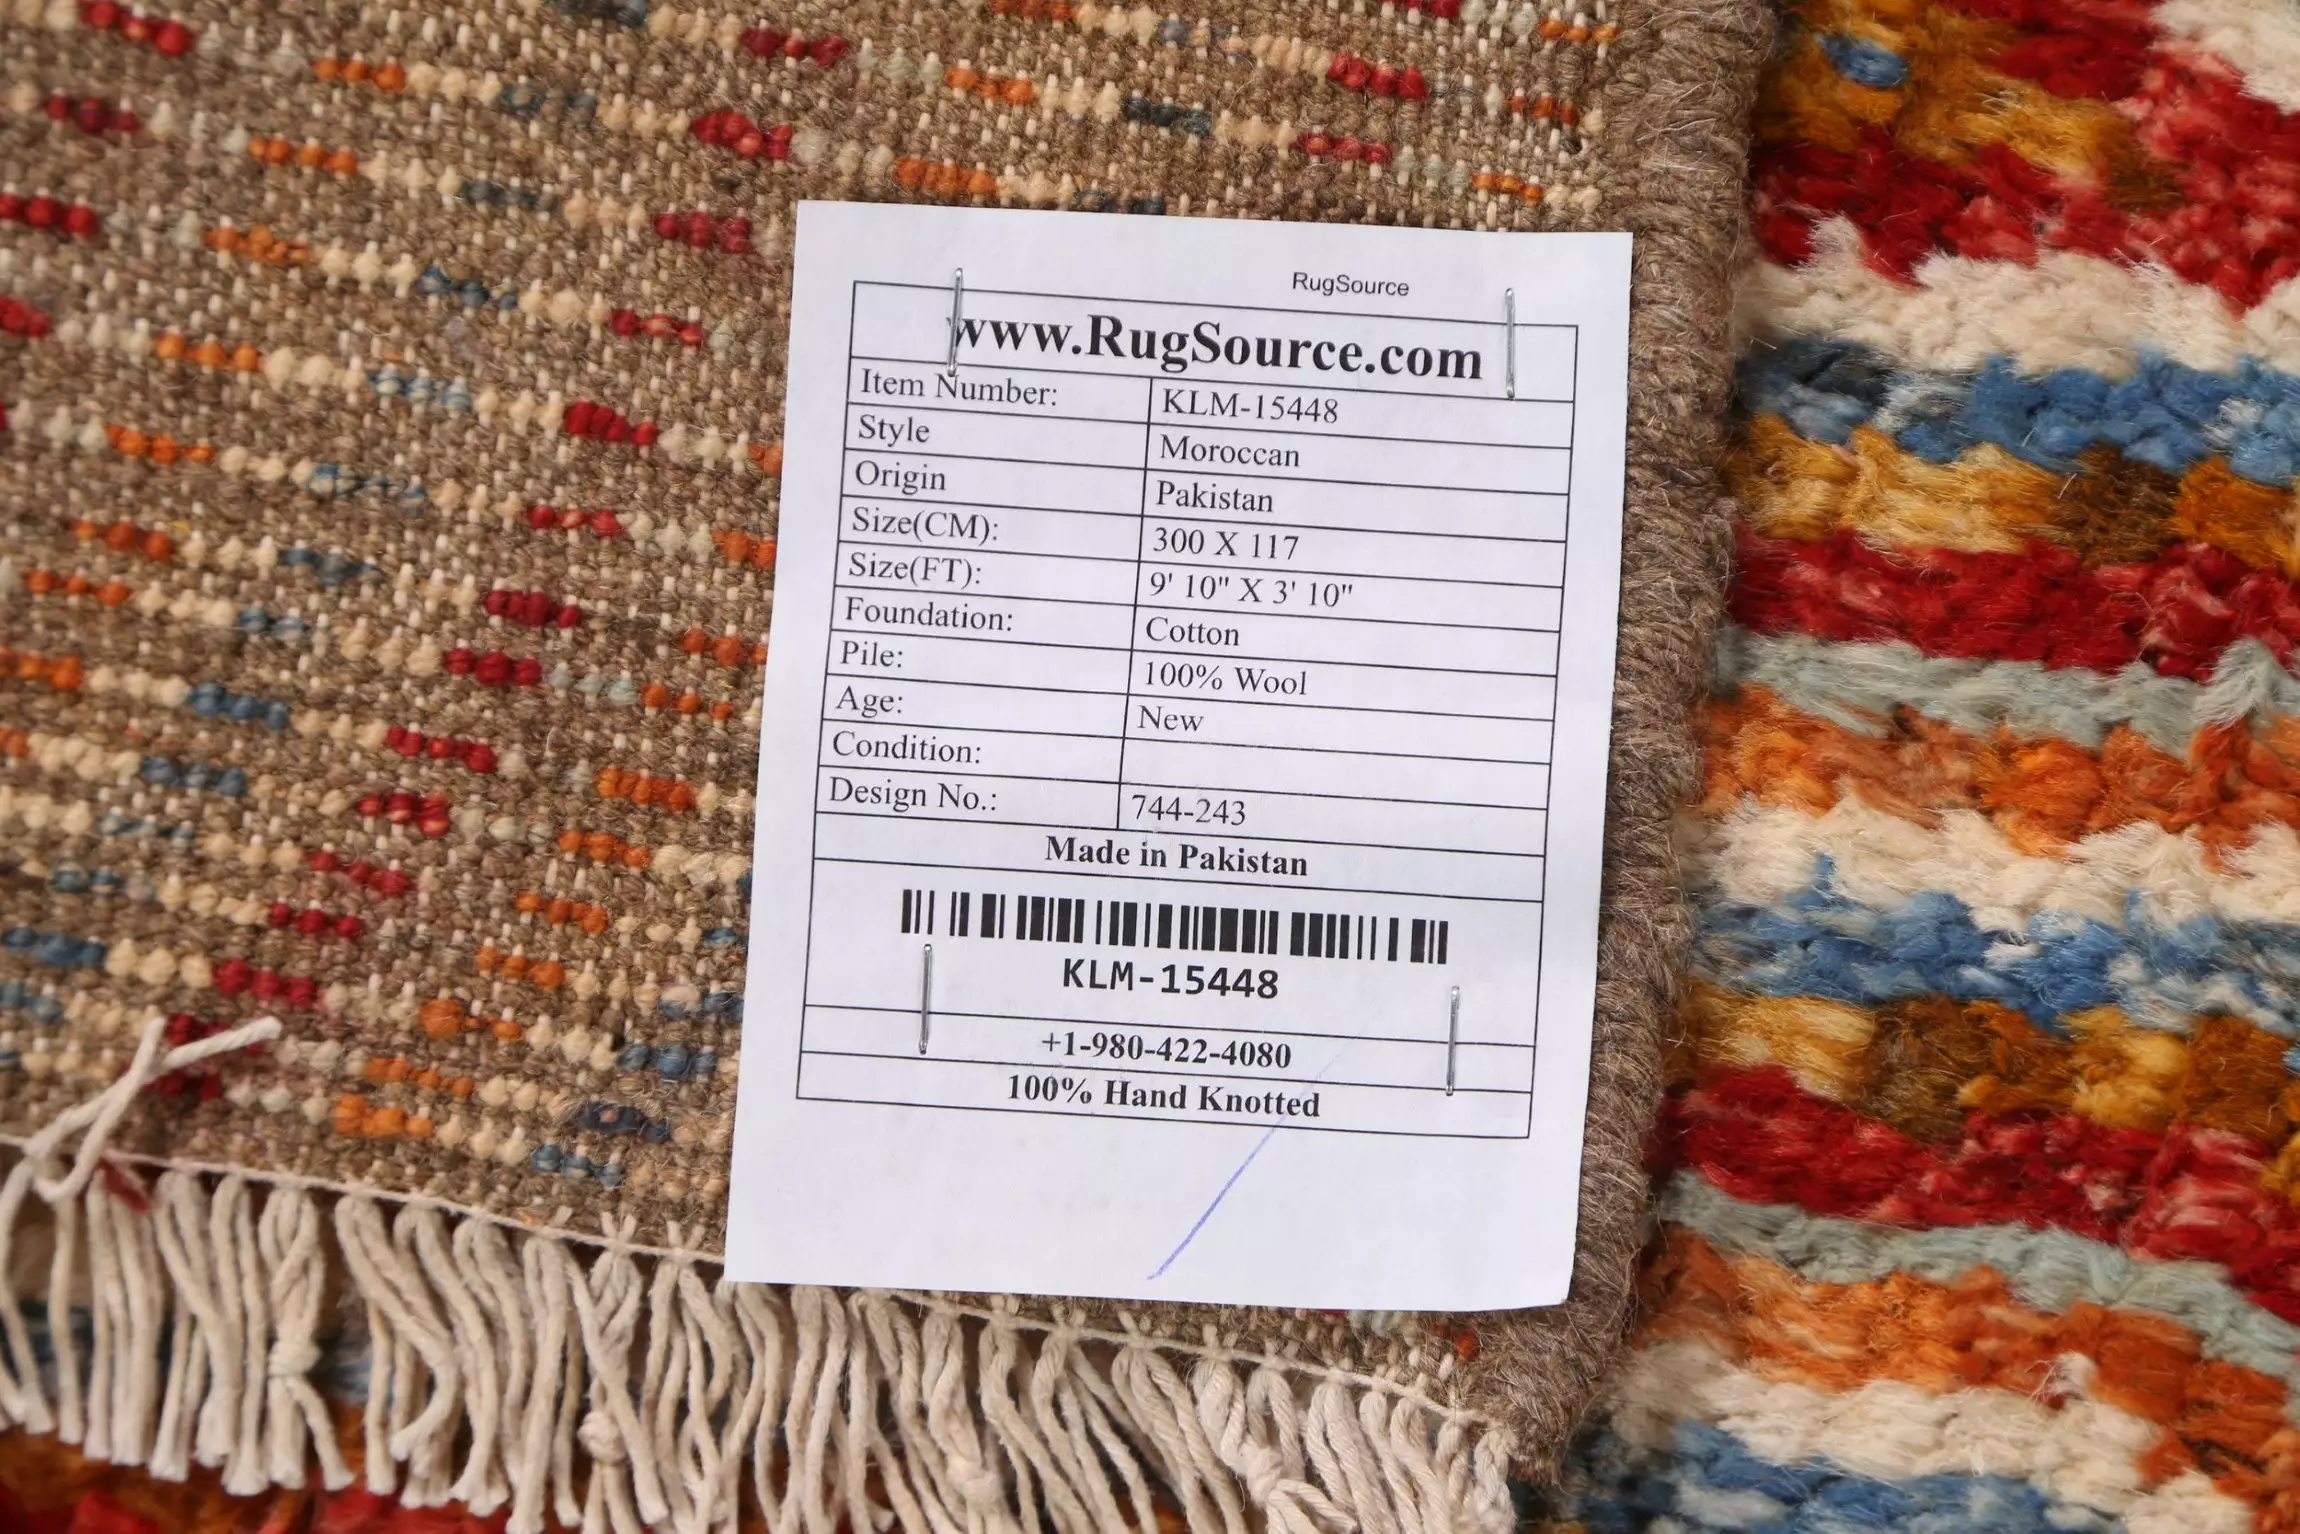 RugSource
www.RugSource.com
Item Number: KLM-15448
Style Moroccan
Origin Pakistan
Size(CM): 300 X 117
Size(FT): 9' 10" X 3' 10"
Foundation: Cotton
Pile: 100% Wool
Age: New
Condition:
Design No.: 744-243
Made in Pakistan
KLM-15448
+1-980-422-4080
100% Hand Knotted